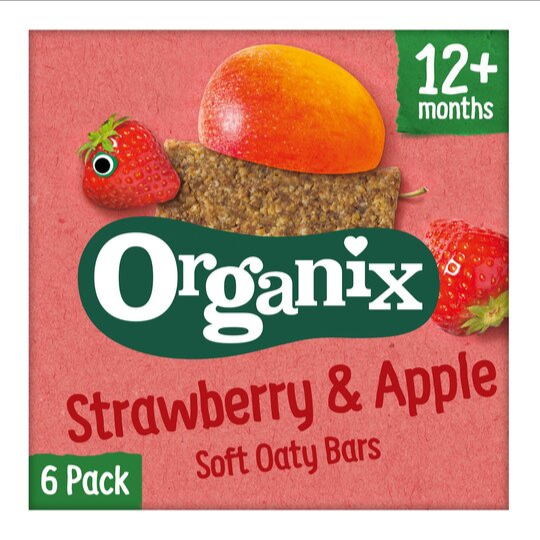 12+
months
Organix
Strawberry & Apple
Soft Oaty Bars
6 Pack